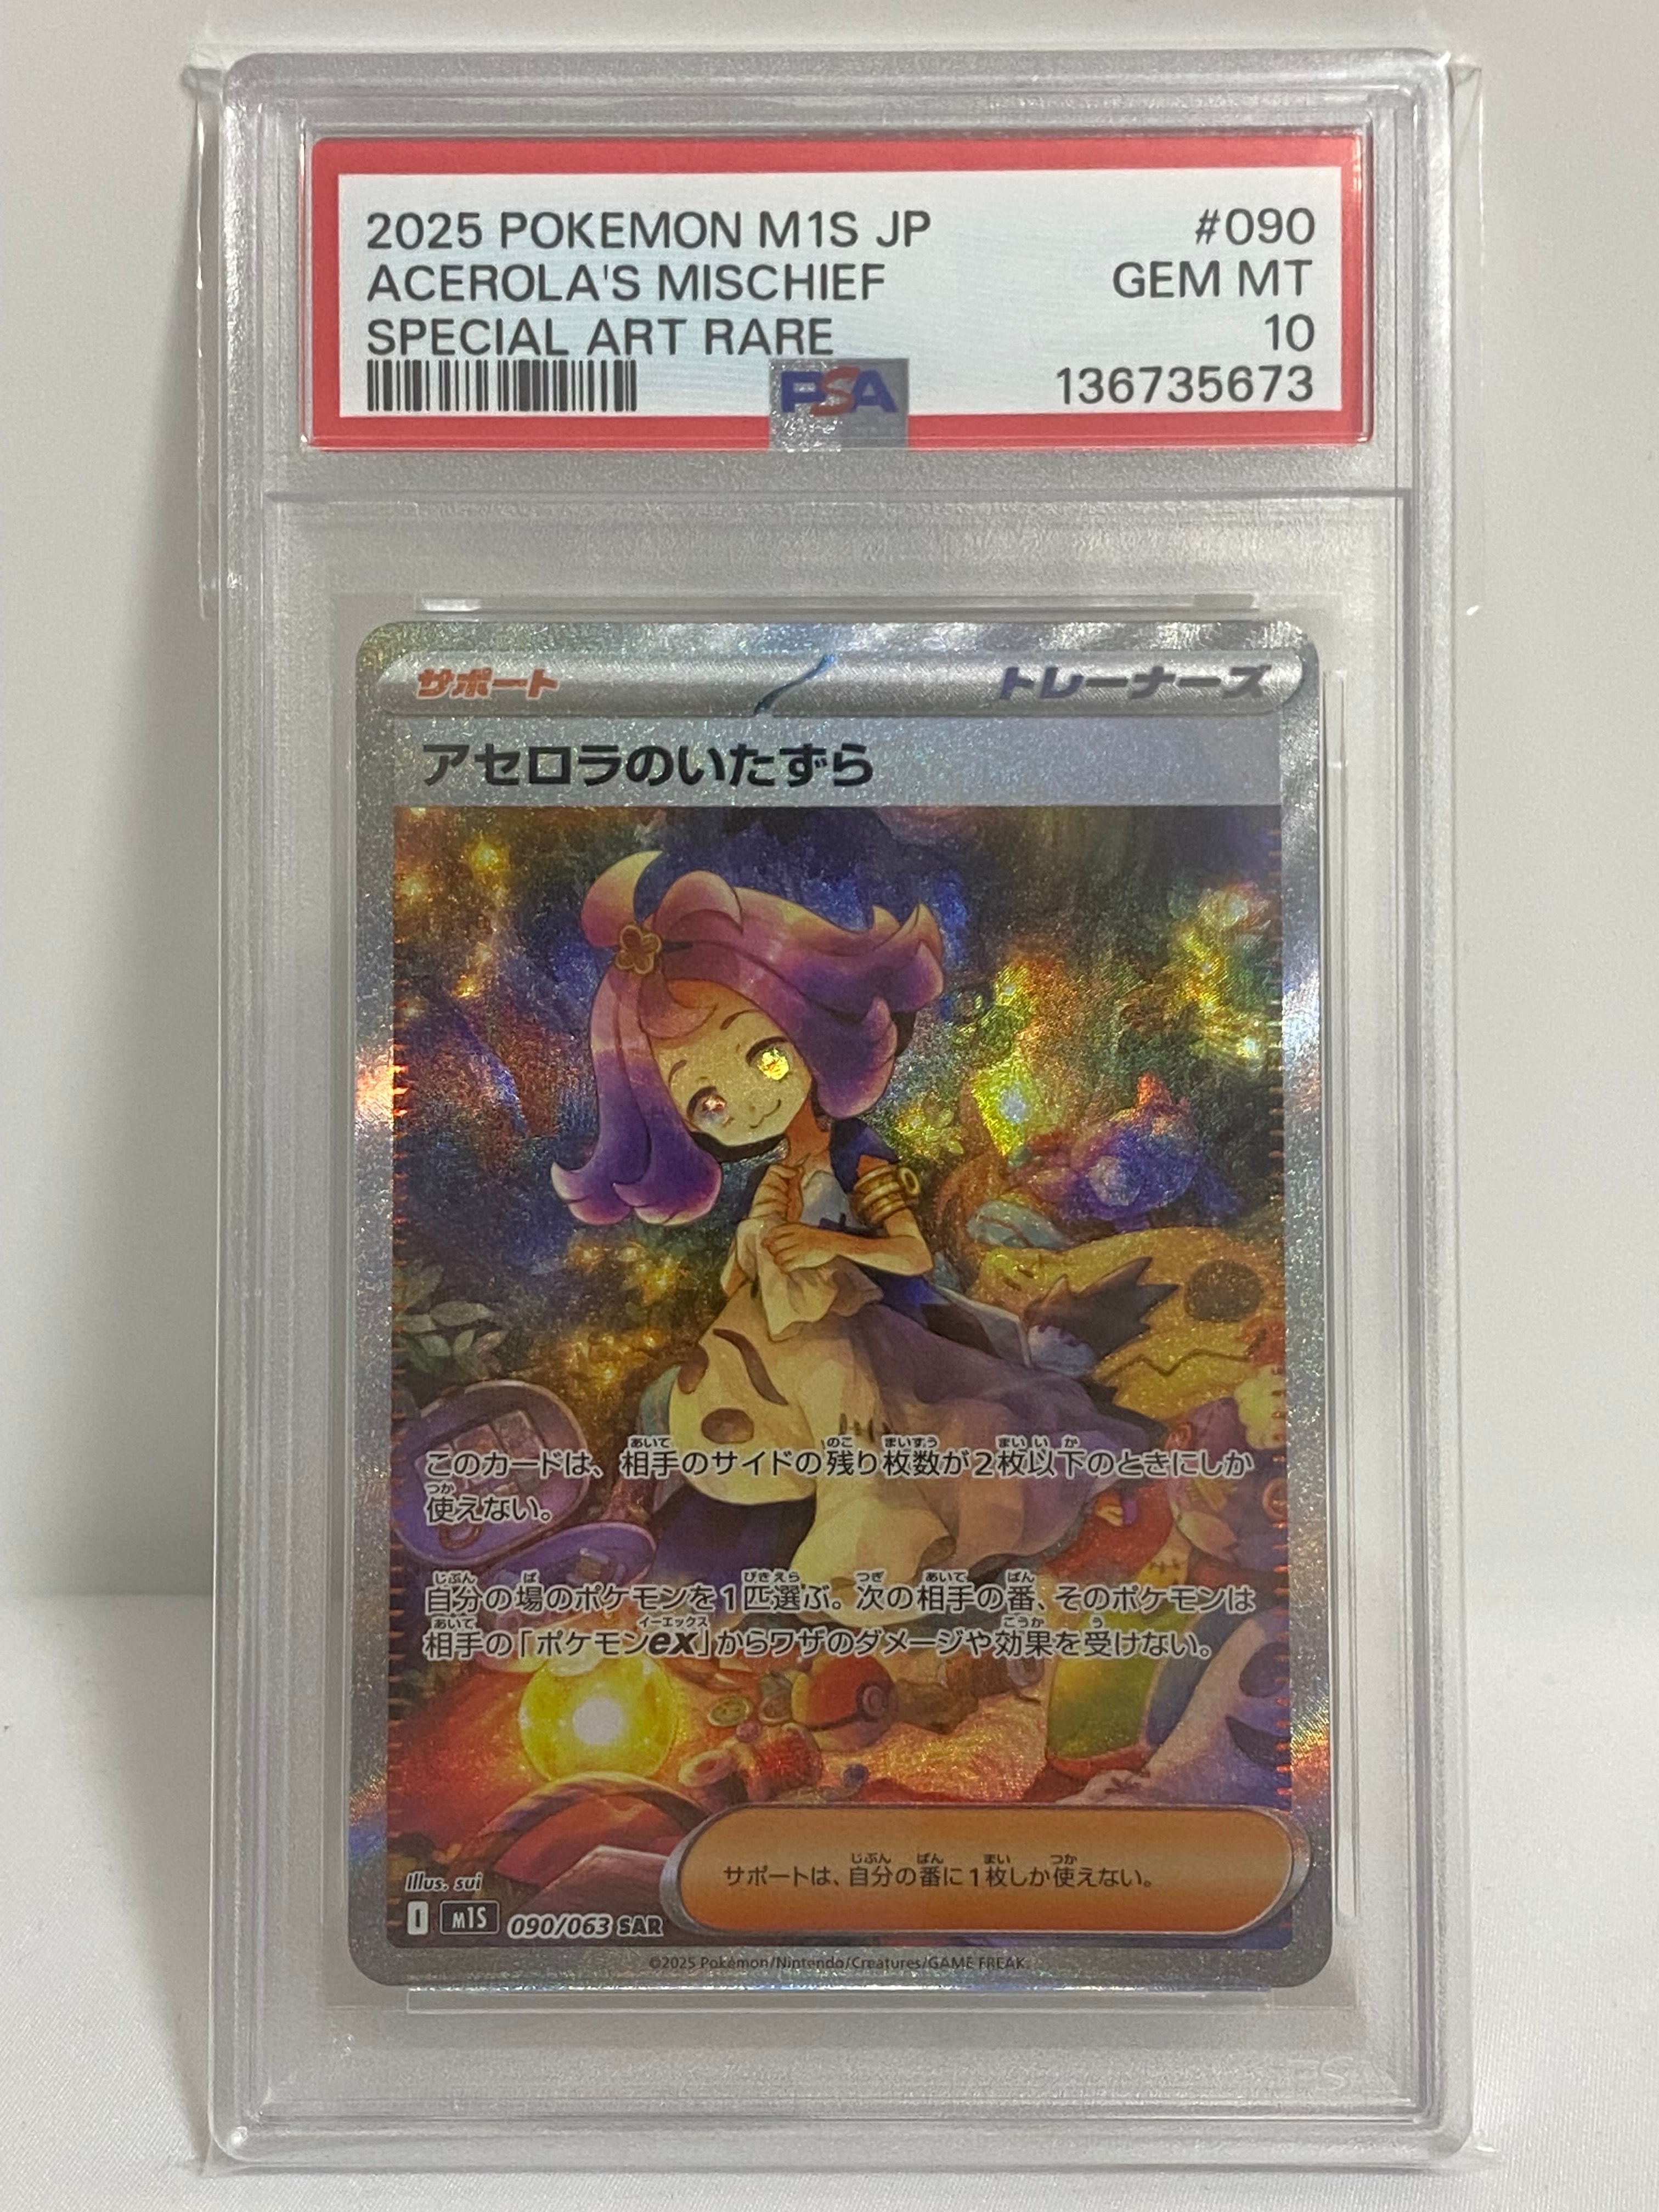 2025 POKEMON M1S JP #090
ACEROLA'S MISCHIEF GEM MT
SPECIAL ART RARE 10
PSA 136735673
サポート トレーナーズ
アセロラのいたずら
このカードは、相手のサイドの残り枚数が2枚以下のときにしか
使えない。
自分の場のポケモンを1匹選ぶ。次の相手の番、そのポケモンは
相手の「ポケモンex」からワザのダメージや効果を受けない。
サポートは、自分の番に1枚しか使えない。
Illus. sui
I M1S 090/063 SAR
©2025 Pokémon/Nintendo/Creatures/GAME FREAK